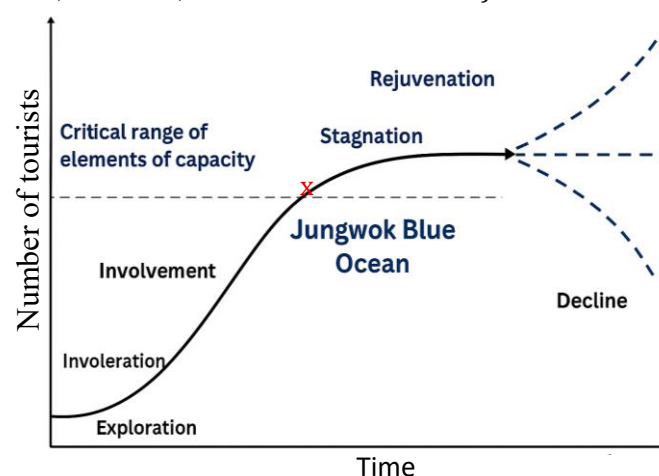 Rejuvenation
Critical range of
elements of capacity
Stagnation
x
Jungwok Blue
Ocean
Involvement
Decline
Involeration
Exploration
Number of tourists
Time